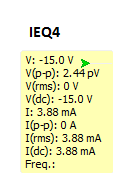 IEQ4
V: -15.0 V
V(p-p): 2.44 pV
V(rms): 0 V
V(dc): -15.0 V
I: 3.88 mA
I(p-p): 0 A
I(rms): 3.88 mA
I(dc): 3.88 mA
Freq.: